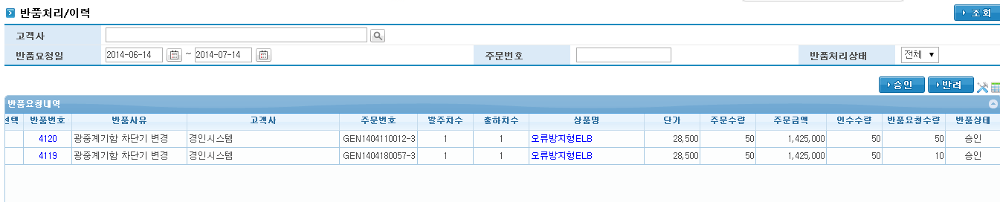 반품처리/이력
조회
고객사
반품요청일 2014-06-14 ~ 2014-07-14 주문번호 반품처리상태 전체
승인 반려
반품요청내역
선택 반품번호 반품사유 고객사 주문번호 발주차수 출하차수 상품명 단가 주문수량 주문금액 인수수량 반품요청수량 반품상태
4120 광중계기함 차단기 변경 경인시스템 GEN1404110012-3 1 1 오류방지형ELB 28,500 50 1,425,000 50 50 승인
4119 광중계기함 차단기 변경 경인시스템 GEN1404180057-3 1 1 오류방지형ELB 28,500 50 1,425,000 50 10 승인